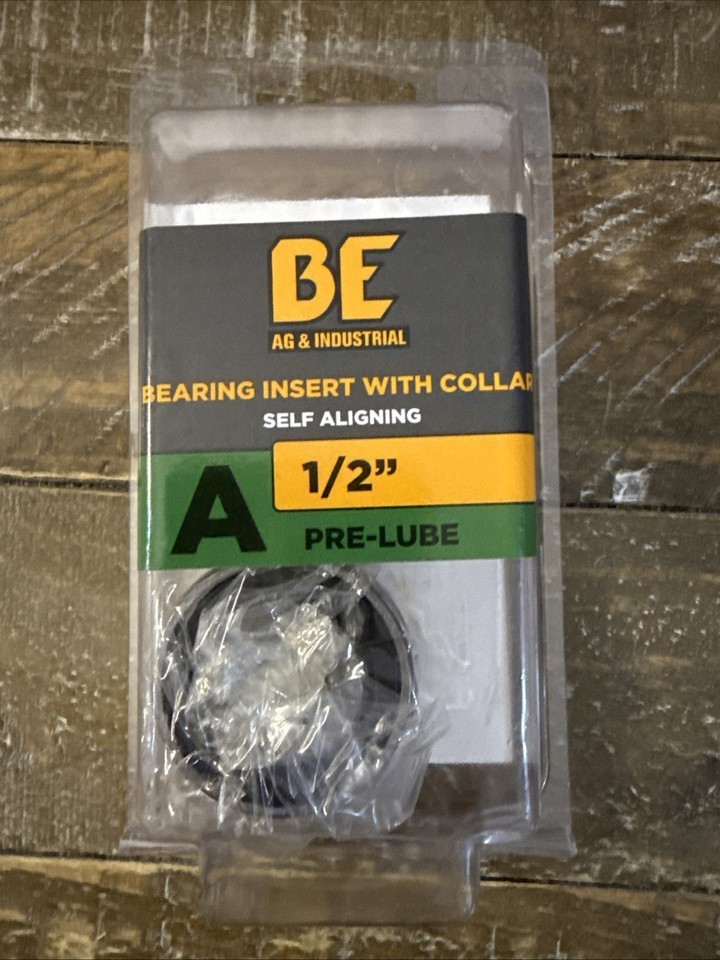 BE
AG & INDUSTRIAL
BEARING INSERT WITH COLLAR
SELF ALIGNING
A
1/2”
PRE-LUBE